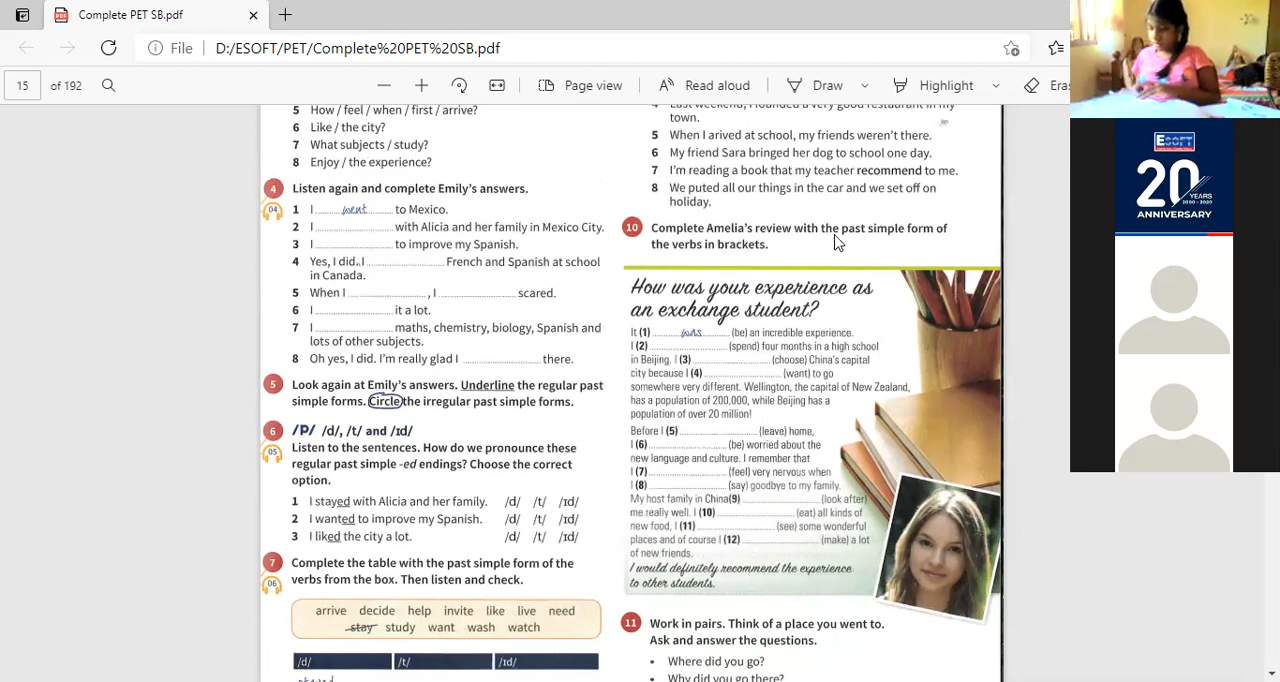 Complete PET SB.pdf
File D:/ESOFT/PET/Complete%20PET%20SB.pdf
15 of 192 Page view Read aloud Draw Highlight Eras
5 How / feel / when / first / arrive?
6 Like / the city?
7 What subjects / study?
8 Enjoy / the experience?
4 Listen again and complete Emily's answers.
04
1 I went to Mexico.
2 I with Alicia and her family in Mexico City.
3 I to improve my Spanish.
4 Yes, I did. I French and Spanish at school
in Canada.
5 When I , I scared.
6 I it a lot.
7 I maths, chemistry, biology, Spanish and
lots of other subjects.
8 Oh yes, I did. I'm really glad I there.
5 Look again at Emily's answers. Underline the regular past
simple forms. Circle the irregular past simple forms.
6 /P/ /d/, /t/ and /ɪd/
05
Listen to the sentences. How do we pronounce these
regular past simple -ed endings? Choose the correct
option.
1 I stayed with Alicia and her family. /d/ /t/ /ɪd/
2 I wanted to improve my Spanish. /d/ /t/ /ɪd/
3 I liked the city a lot. /d/ /t/ /ɪd/
7 Complete the table with the past simple form of the
06
verbs from the box. Then listen and check.
arrive decide help invite like live need
stay study want wash watch
/d/ /t/ /ɪd/
stayed
4 Last weekend, I founded a very good restaurant in my
town.
5 When I arived at school, my friends weren't there.
6 My friend Sara bringed her dog to school one day.
7 I'm reading a book that my teacher recommend to me.
8 We puted all our things in the car and we set off on
holiday.
10 Complete Amelia's review with the past simple form of
the verbs in brackets.
How was your experience as
an exchange student?
It (1) was (be) an incredible experience.
I (2) (spend) four months in a high school
in Beijing. I (3) (choose) China's capital
city because I (4) (want) to go
somewhere very different. Wellington, the capital of New Zealand,
has a population of 200,000, while Beijing has a
population of over 20 million!
Before I (5) (leave) home,
I (6) (be) worried about the
new language and culture. I remember that
I (7) (feel) very nervous when
I (8) (say) goodbye to my family.
My host family in China(9) (look after)
me really well. I (10) (eat) all kinds of
new food, I (11) (see) some wonderful
places and of course I (12) (make) a lot
of new friends.
I would definitely recommend the experience
to other students.
11 Work in pairs. Think of a place you went to.
Ask and answer the questions.
• Where did you go?
• Why did you go there?
ESOFT
20 YEARS
2000 - 2020
ANNIVERSARY